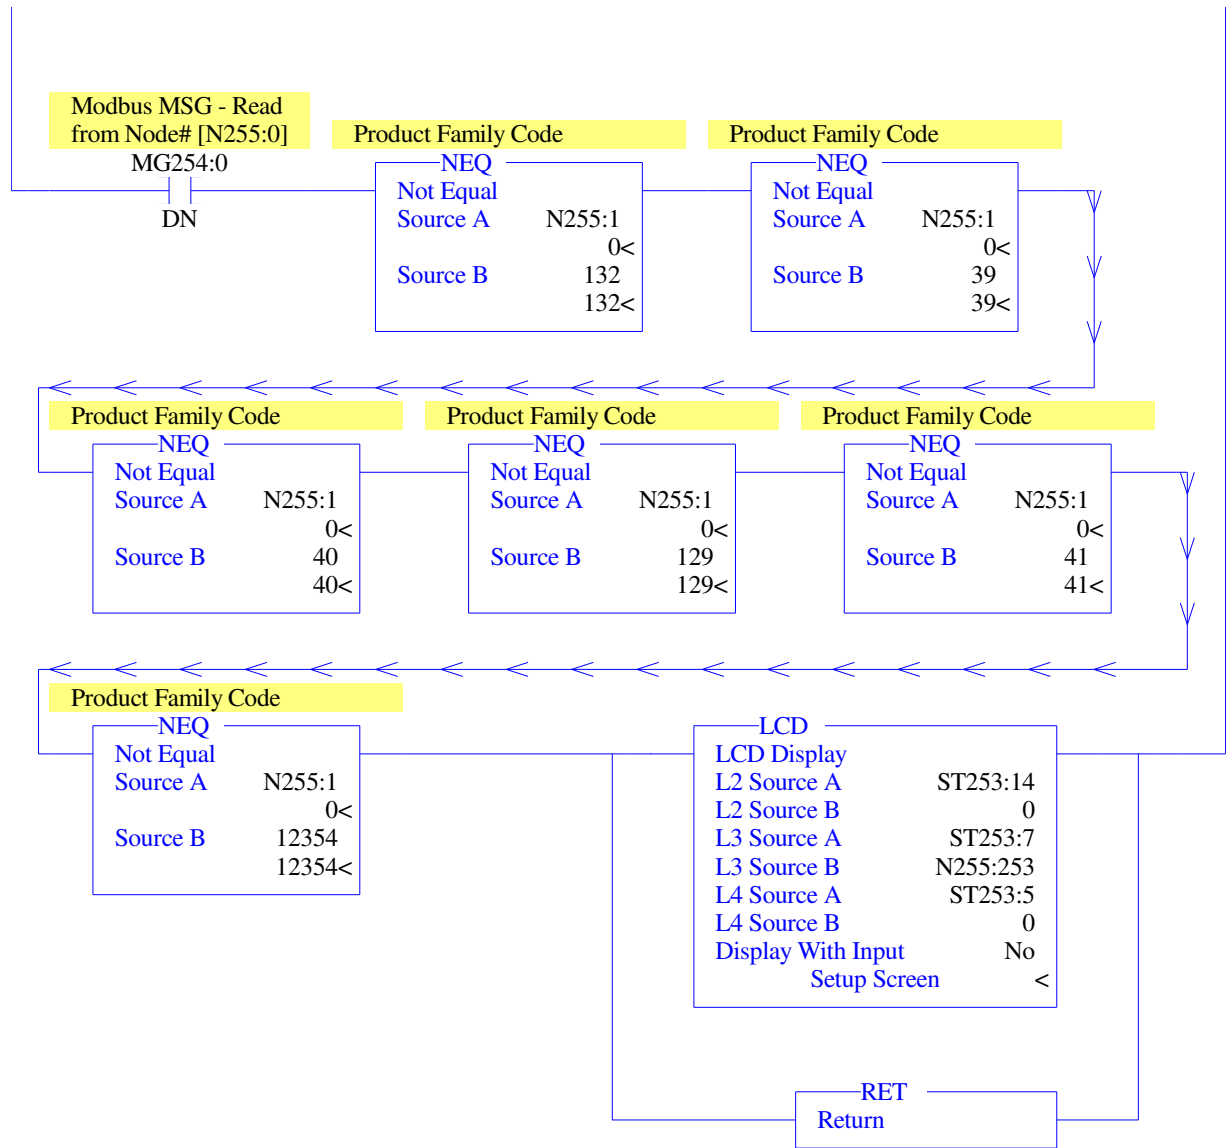 Modbus MSG - Read
from Node# [N255:0]
MG254:0
DN
Product Family Code
NEQ
Not Equal
Source A N255:1
0<
Source B 132
132<
Product Family Code
NEQ
Not Equal
Source A N255:1
0<
Source B 39
39<
Product Family Code
NEQ
Not Equal
Source A N255:1
0<
Source B 40
40<
Product Family Code
NEQ
Not Equal
Source A N255:1
0<
Source B 129
129<
Product Family Code
NEQ
Not Equal
Source A N255:1
0<
Source B 41
41<
Product Family Code
NEQ
Not Equal
Source A N255:1
0<
Source B 12354
12354<
LCD
LCD Display
L2 Source A ST253:14
L2 Source B 0
L3 Source A ST253:7
L3 Source B N255:253
L4 Source A ST253:5
L4 Source B 0
Display With Input No
Setup Screen <
RET
Return